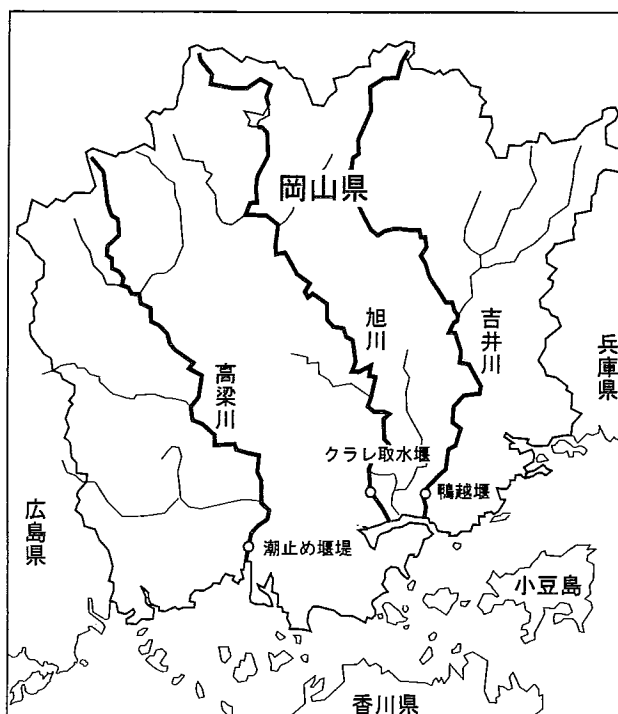 岡山県
旭川
吉井川
兵庫県
高梁川
クラレ取水堰
鴨越堰
広島県
潮止め堰堤
小豆島
香川県